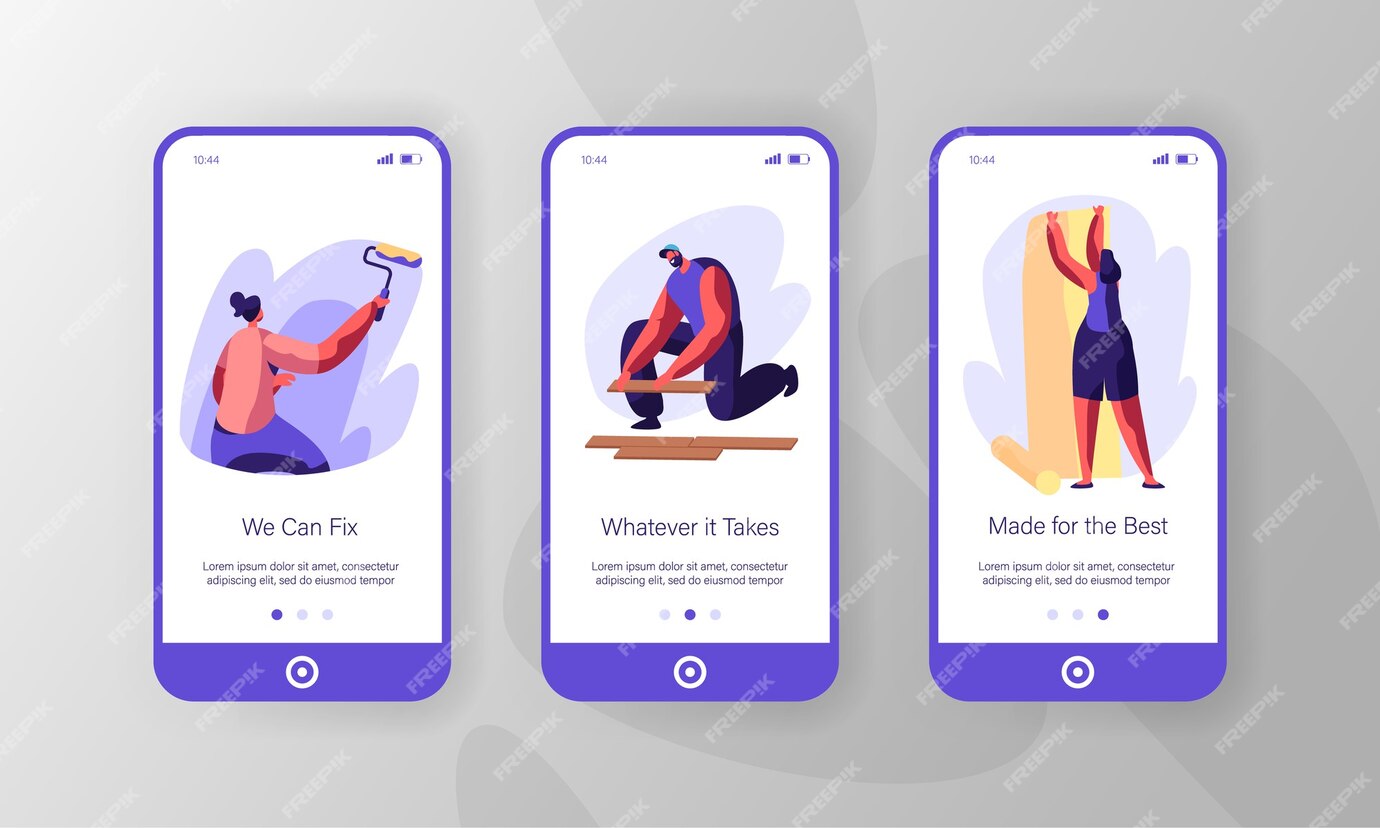 10:44
We Can Fix
Lorem ipsum dolor sit amet, consectetur
adipiscing elit, sed do eiusmod tempor
10:44
Whatever it Takes
Lorem ipsum dolor sit amet, consectetur
adipiscing elit, sed do eiusmod tempor
10:44
Made for the Best
Lorem ipsum dolor sit amet, consectetur
adipiscing elit, sed do eiusmod tempor
FREEPIK